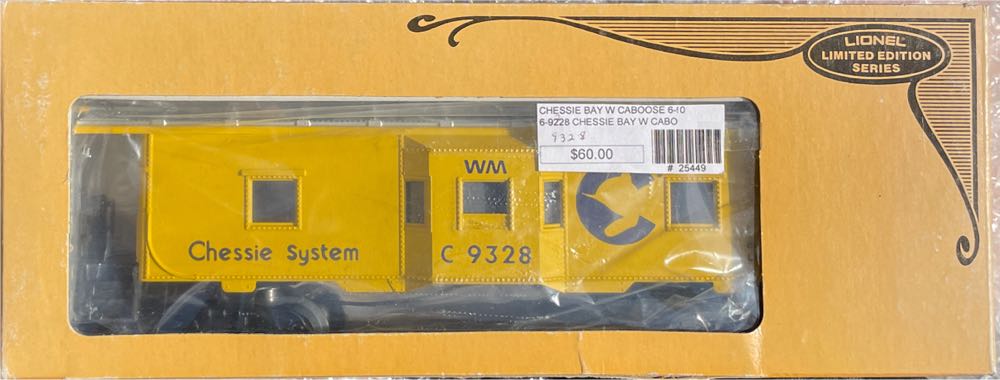 LIONEL
LIMITED EDITION
SERIES
CHESSIE BAY W CABOOSE 6-10
6-9228 CHESSIE BAY W CABO
9328
$60.00
# 25449
WM
Chessie System
C 9328